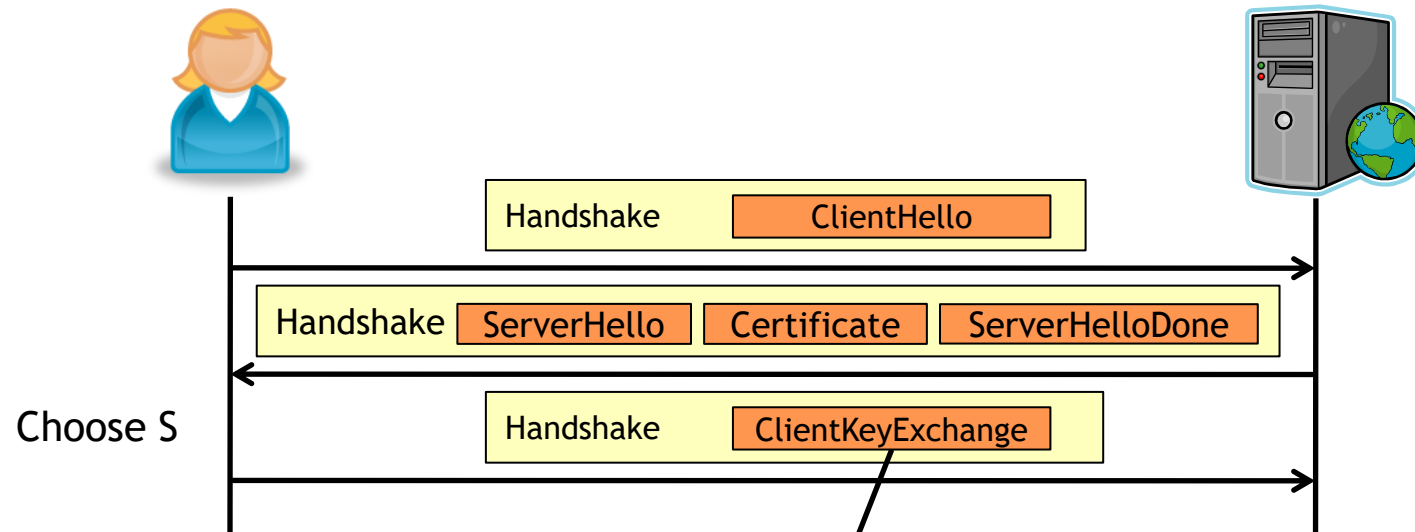 Handshake ClientHello
Handshake ServerHello Certificate ServerHelloDone
Choose S
Handshake ClientKeyExchange